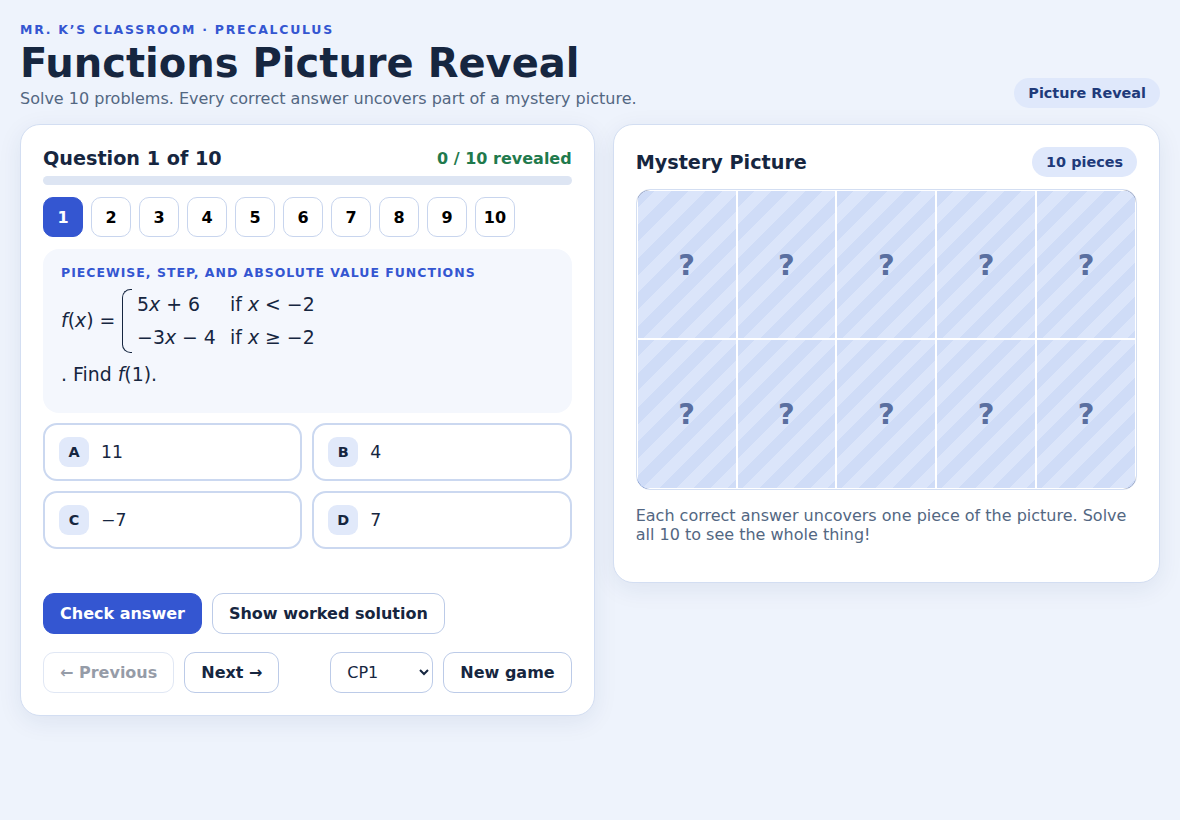 MR. K’S CLASSROOM · PRECALCULUS
Functions Picture Reveal
Solve 10 problems. Every correct answer uncovers part of a mystery picture.
Picture Reveal
Question 1 of 10
0 / 10 revealed
1 2 3 4 5 6 7 8 9 10
PIECEWISE, STEP, AND ABSOLUTE VALUE FUNCTIONS
f(x) =
5x + 6 if x < −2
−3x − 4 if x ≥ −2
. Find f(1).
A 11
B 4
C −7
D 7
Check answer
Show worked solution
← Previous
Next →
CP1
New game
Mystery Picture
10 pieces
? ? ? ? ?
? ? ? ? ?
Each correct answer uncovers one piece of the picture. Solve
all 10 to see the whole thing!